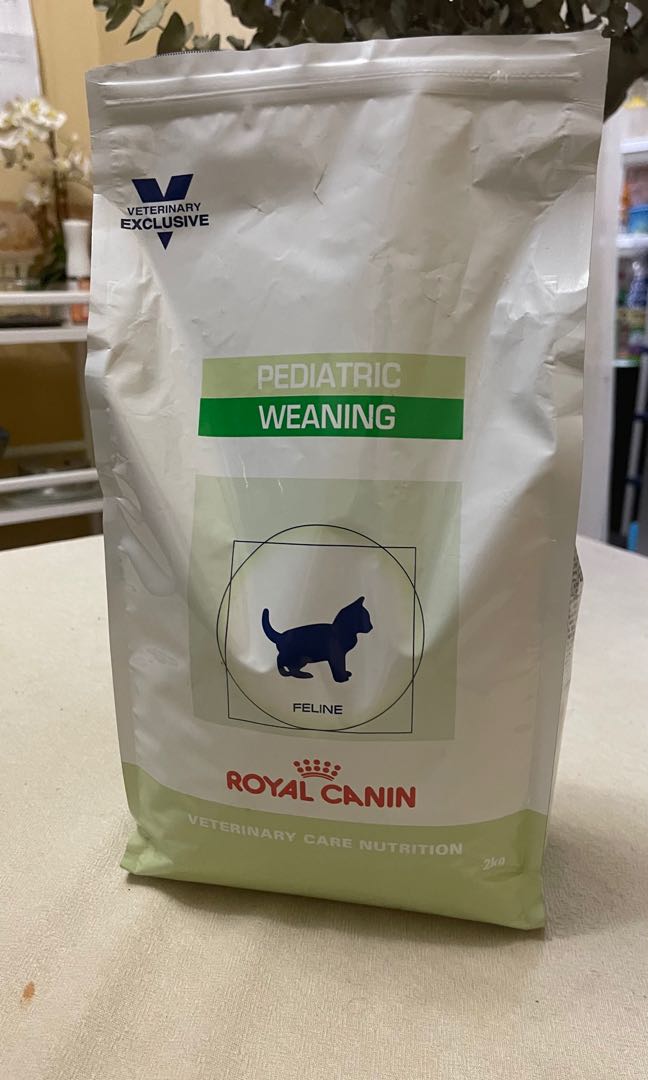 VETERINARY
EXCLUSIVE
PEDIATRIC
WEANING
FELINE
ROYAL CANIN
VETERINARY CARE NUTRITION
2kg